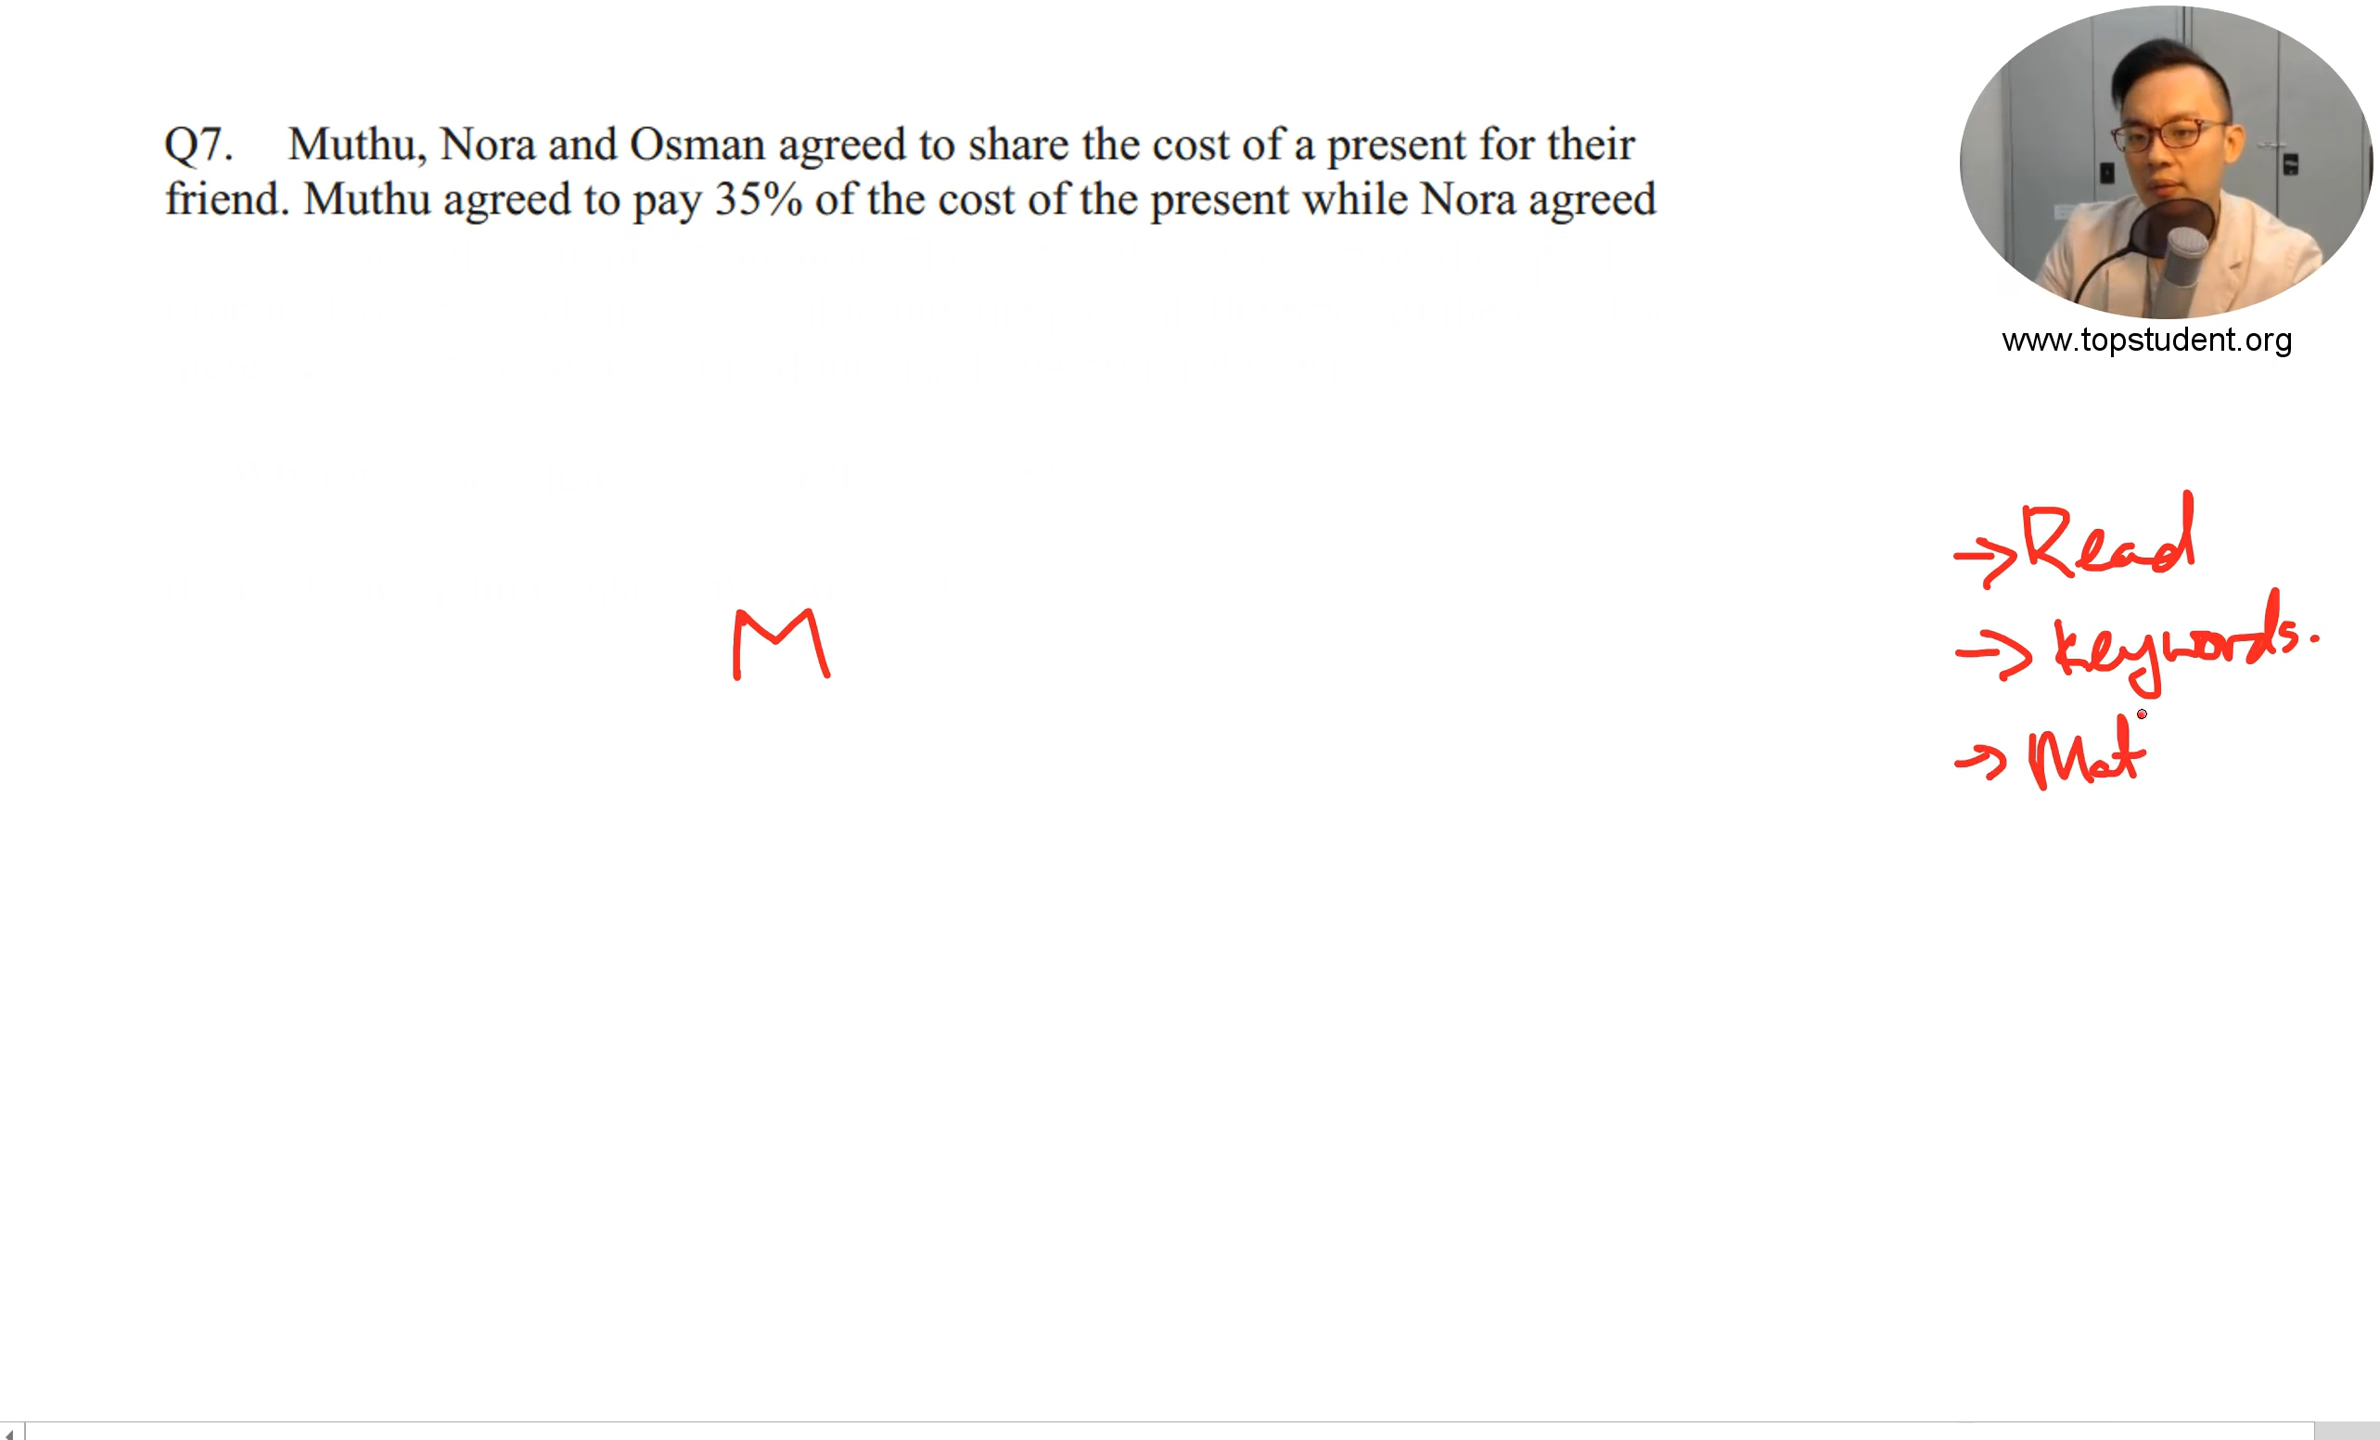 Q7. Muthu, Nora and Osman agreed to share the cost of a present for their
friend. Muthu agreed to pay 35% of the cost of the present while Nora agreed
www.topstudent.org
→Read
→keywords.
→Mat
M